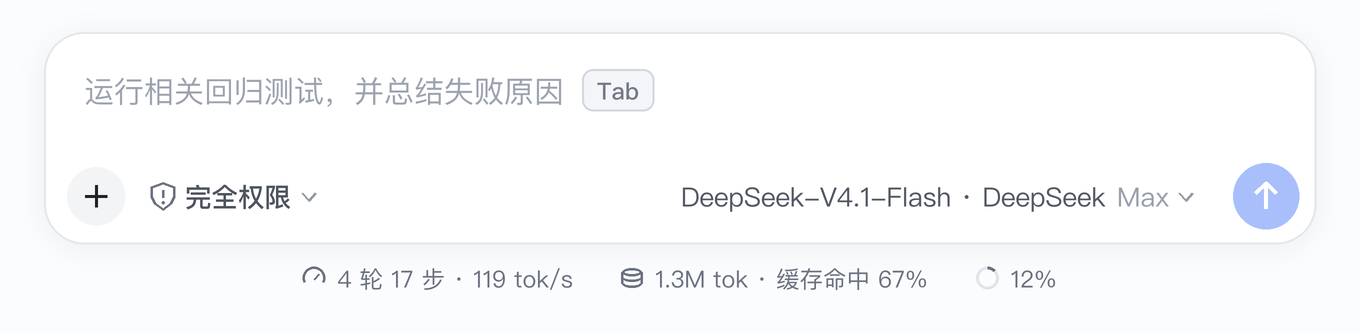 运行相关回归测试，并总结失败原因 Tab
完全权限 DeepSeek-V4.1-Flash · DeepSeek Max
4 轮 17 步 · 119 tok/s 1.3M tok · 缓存命中 67% 12%